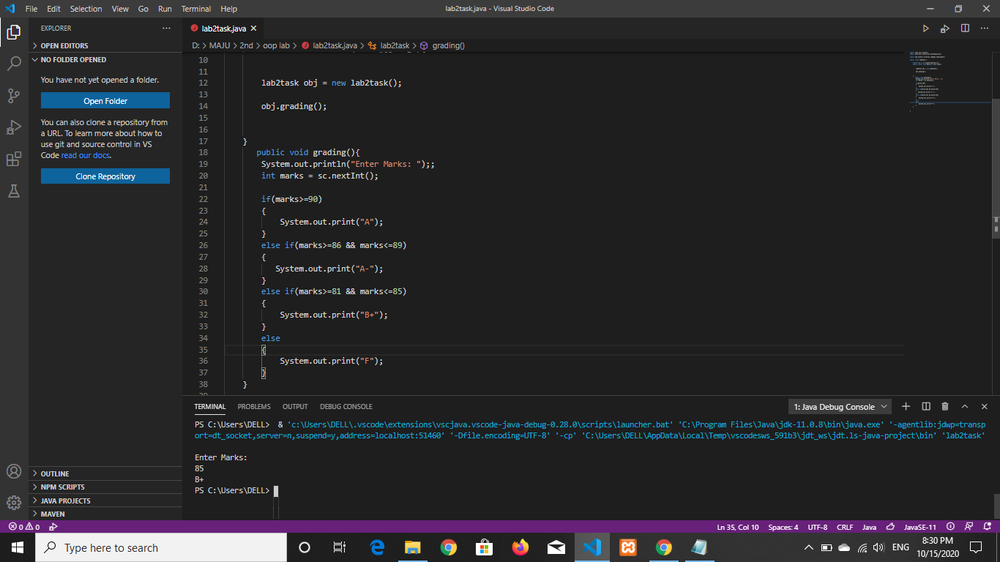 File Edit Selection View Go Run Terminal Help
lab2task.java - Visual Studio Code
EXPLORER
OPEN EDITORS
NO FOLDER OPENED
You have not yet opened a folder.
Open Folder
You can also clone a repository
from a URL. To learn more about how to
use git and source control in VS
Code read our docs.
Clone Repository
OUTLINE
NPM SCRIPTS
JAVA PROJECTS
MAVEN
lab2task.java
D: > MAJU > 2nd > oop lab > lab2task.java > lab2task > grading()
10
11
12 lab2task obj = new lab2task();
13
14 obj.grading();
15
16
17 }
18 public void grading(){
19 System.out.println("Enter Marks: ");;
20 int marks = sc.nextInt();
21
22 if(marks>=90)
23 {
24 System.out.print("A");
25 }
26 else if(marks>=86 && marks<=89)
27 {
28 System.out.print("A-");
29 }
30 else if(marks>=81 && marks<=85)
31 {
32 System.out.print("B+");
33 }
34 else
35 {
36 System.out.print("F");
37 }
38 }
TERMINAL PROBLEMS OUTPUT DEBUG CONSOLE
1: Java Debug Console
PS C:\Users\DELL> & 'c:\Users\DELL\.vscode\extensions\vscjava.vscode-java-debug-0.28.0\scripts\launcher.bat' 'C:\Program Files\Java\jdk-11.0.8\bin\java.exe' '-agentlib:jdwp=transp
ort=dt_socket,server=n,suspend=y,address=localhost:51460' '-Dfile.encoding=UTF-8' '-cp' 'C:\Users\DELL\AppData\Local\Temp\vscodesws_591b3\jdt_ws\jdt.ls-java-project\bin' 'lab2task'
Enter Marks:
85
B+
PS C:\Users\DELL>
0 0
Ln 35, Col 10 Spaces: 4 UTF-8 CRLF Java JavaSE-11
Type here to search
ENG
8:30 PM
10/15/2020